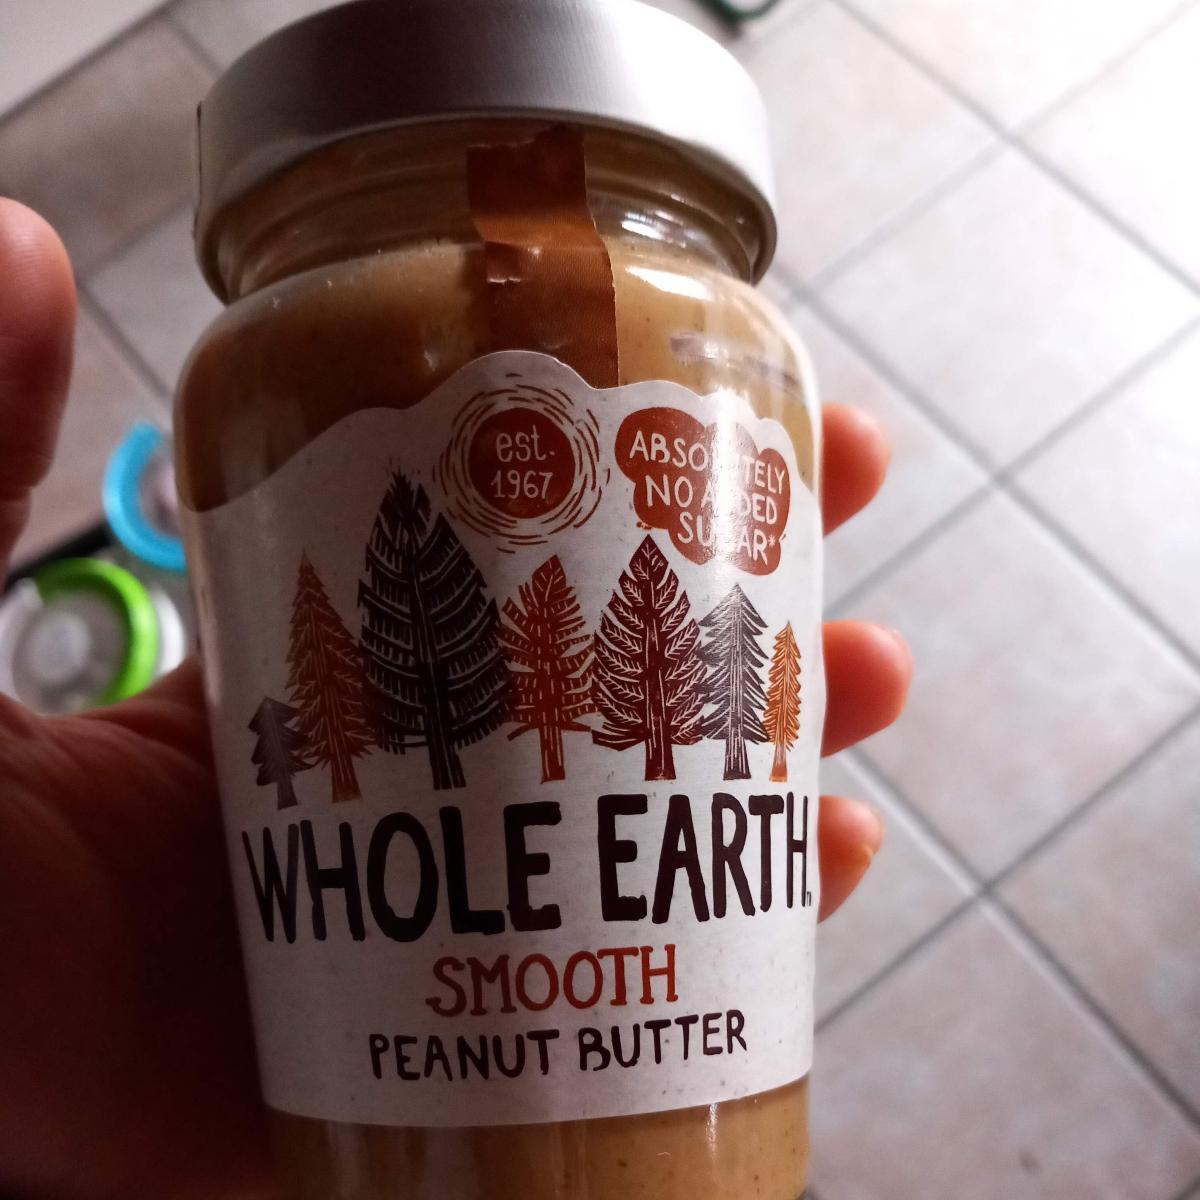 est.
1967
ABSOLUTELY
NO ADDED
SUGAR*
WHOLE EARTH
SMOOTH
PEANUT BUTTER